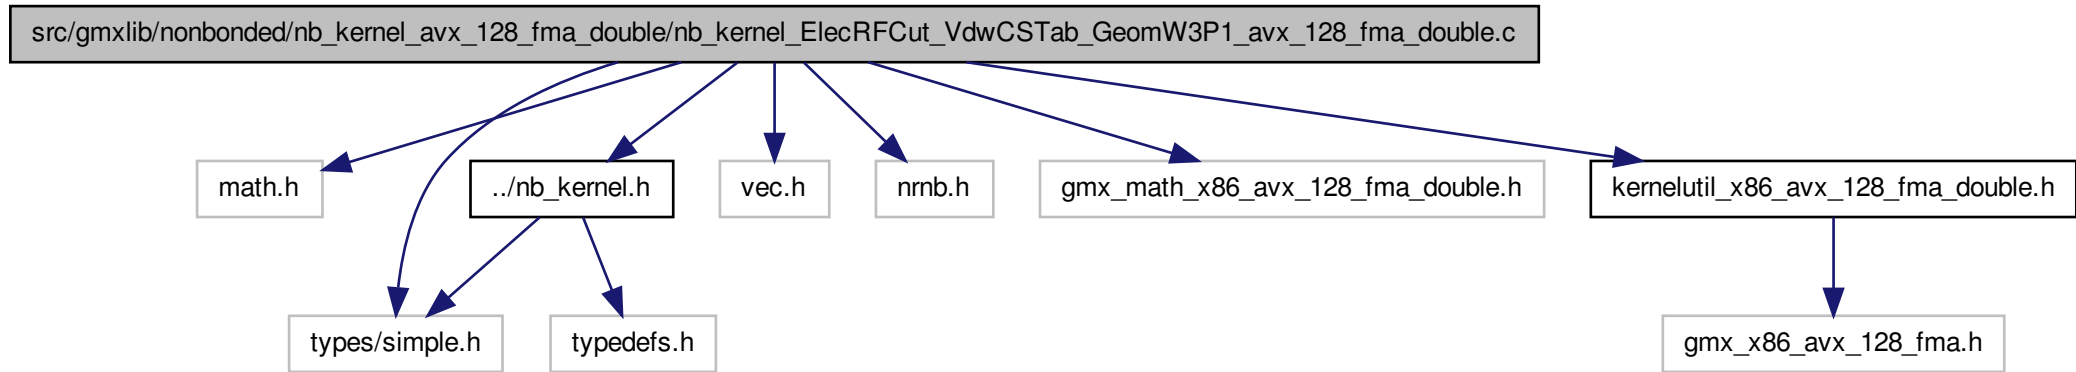 src/gmxlib/nonbonded/nb_kernel_avx_128_fma_double/nb_kernel_ElecRFCut_VdwCSTab_GeomW3P1_avx_128_fma_double.c
math.h
../nb_kernel.h
vec.h
nrnb.h
gmx_math_x86_avx_128_fma_double.h
kernelutil_x86_avx_128_fma_double.h
types/simple.h
typedefs.h
gmx_x86_avx_128_fma.h